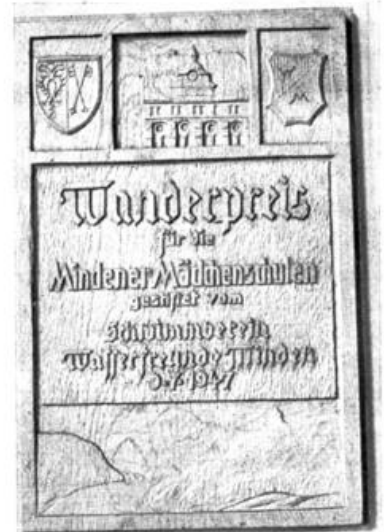 Wanderpreis
für die
Mindener Mädchenschulen
gestiftet vom
Schwimmverein
Wasserfreunde Minden
1947